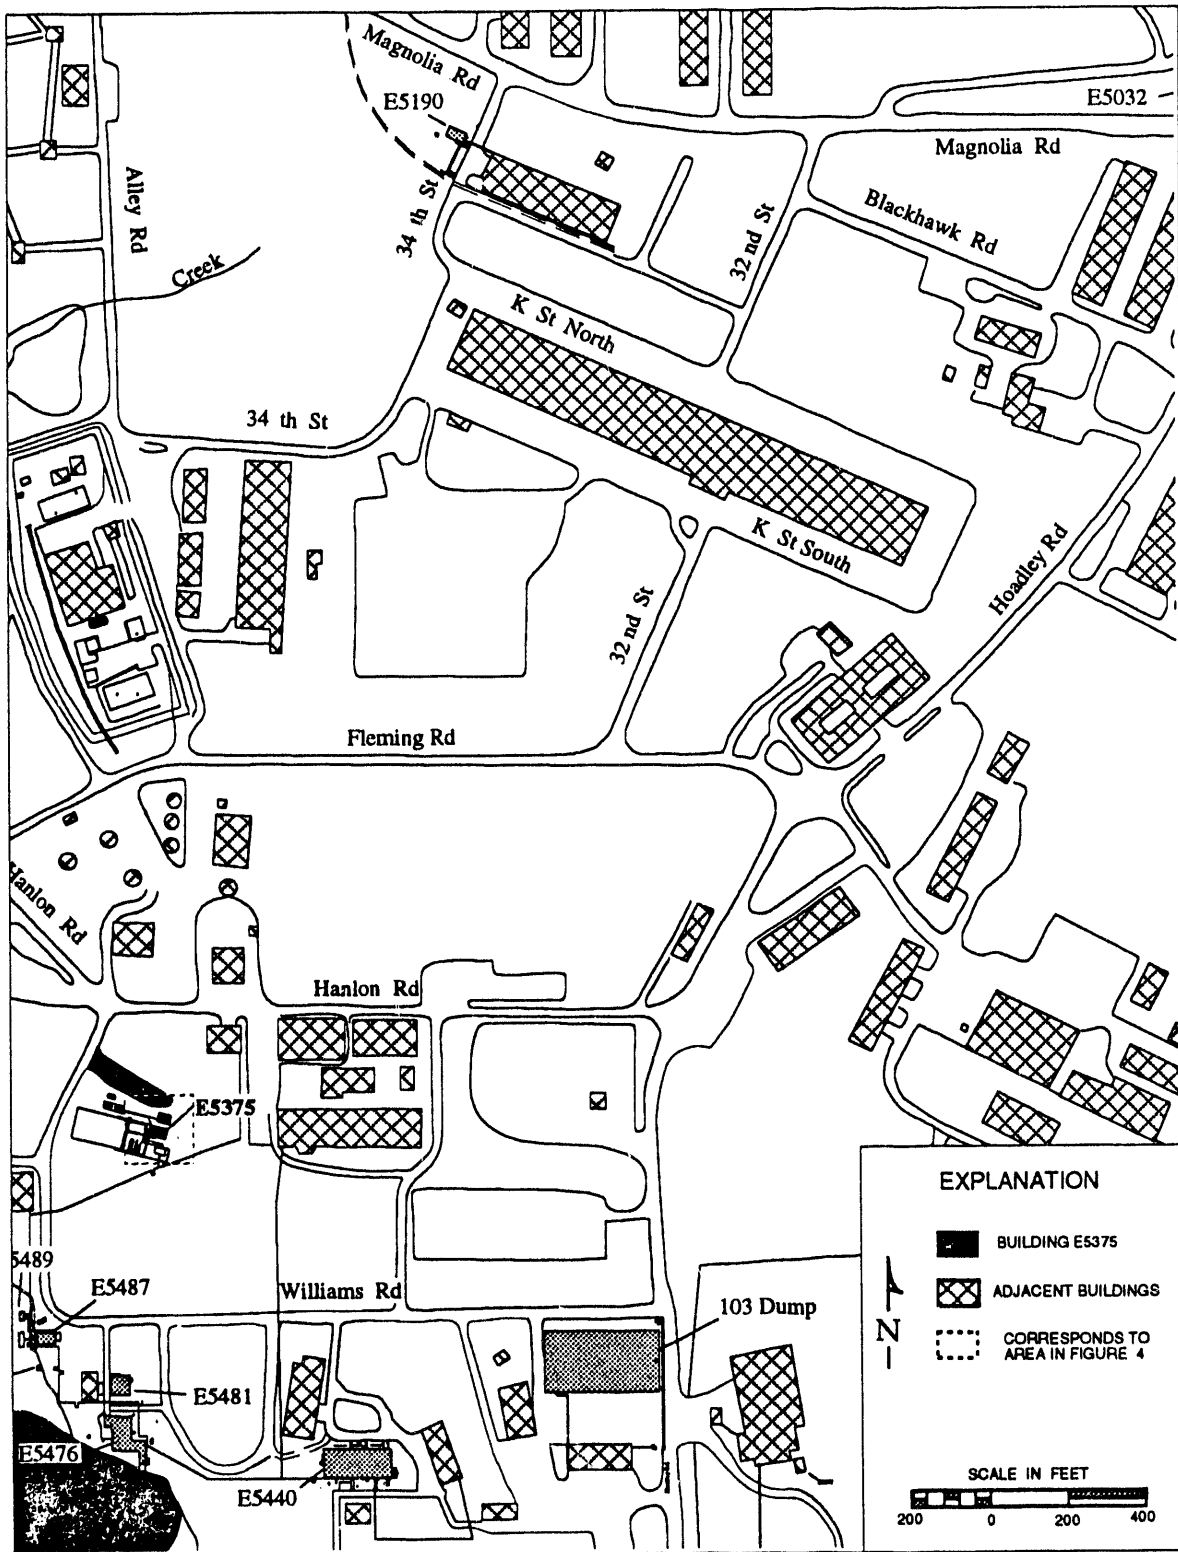 Magnolia Rd
E5190
E5032
Magnolia Rd
Alley Rd
34 th St
32 nd St
Blackhawk Rd
Creek
K St North
34 th St
K St South
Hoadley Rd
32 nd St
Fleming Rd
Hanlon Rd
Hanlon Rd
E5375
EXPLANATION
BUILDING E5375
ADJACENT BUILDINGS
CORRESPONDS TO
AREA IN FIGURE 4
N
5489
E5487
Williams Rd
103 Dump
E5481
E5476
E5440
SCALE IN FEET
200 0 200 400